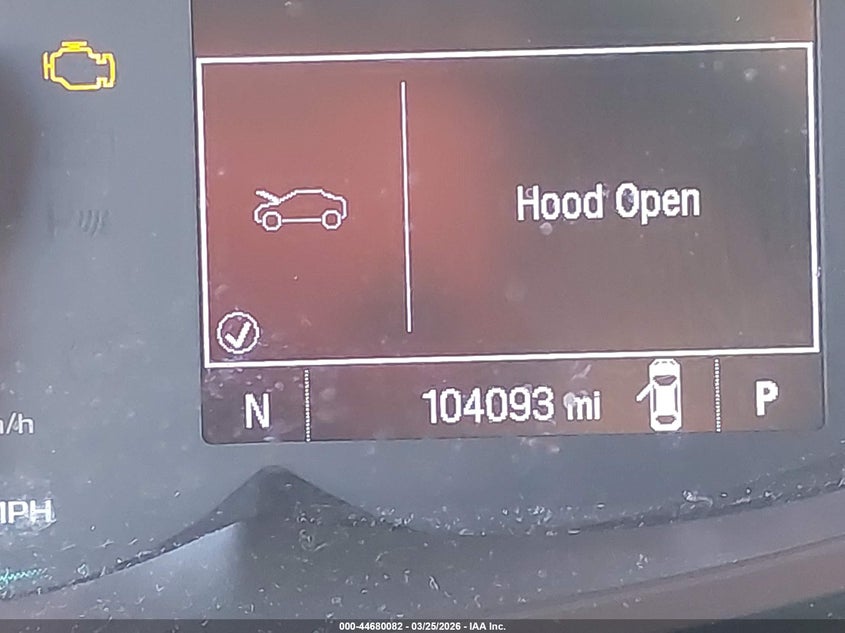 Hood Open
N 104093 mi P
/h
MPH
000-44680082 - 03/25/2026 - IAA Inc.